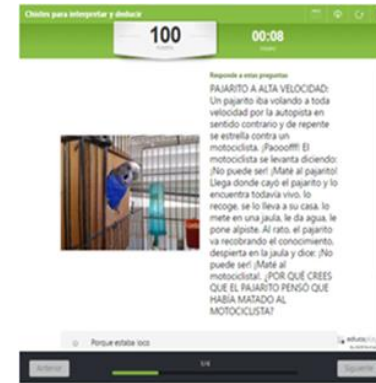 Chistes para interpretar y deducir
100
00:08
Responde a estas preguntas
PAJARITO A ALTA VELOCIDAD:
Un pajarito iba volando a toda
velocidad por la autopista en
sentido contrario y de repente
se estrella contra un
motociclista. ¡Paooofff! El
motociclista se levanta diciendo:
¡No puede ser! ¡Maté al pajarito!
Llega donde cayó el pajarito y lo
encuentra todavía vivo, lo
recoge, se lo lleva a su casa, lo
mete en una jaula, le da agua, le
pone alpiste. Al rato, el pajarito
va recobrando el conocimiento,
despierta en la jaula y dice: ¡No
puede ser! ¡Maté al
motociclista!. ¿POR QUÉ CREES
QUE EL PAJARITO PENSÓ QUE
HABÍA MATADO AL
MOTOCICLISTA?
Porque estaba loco
Anterior
1/4
Siguiente